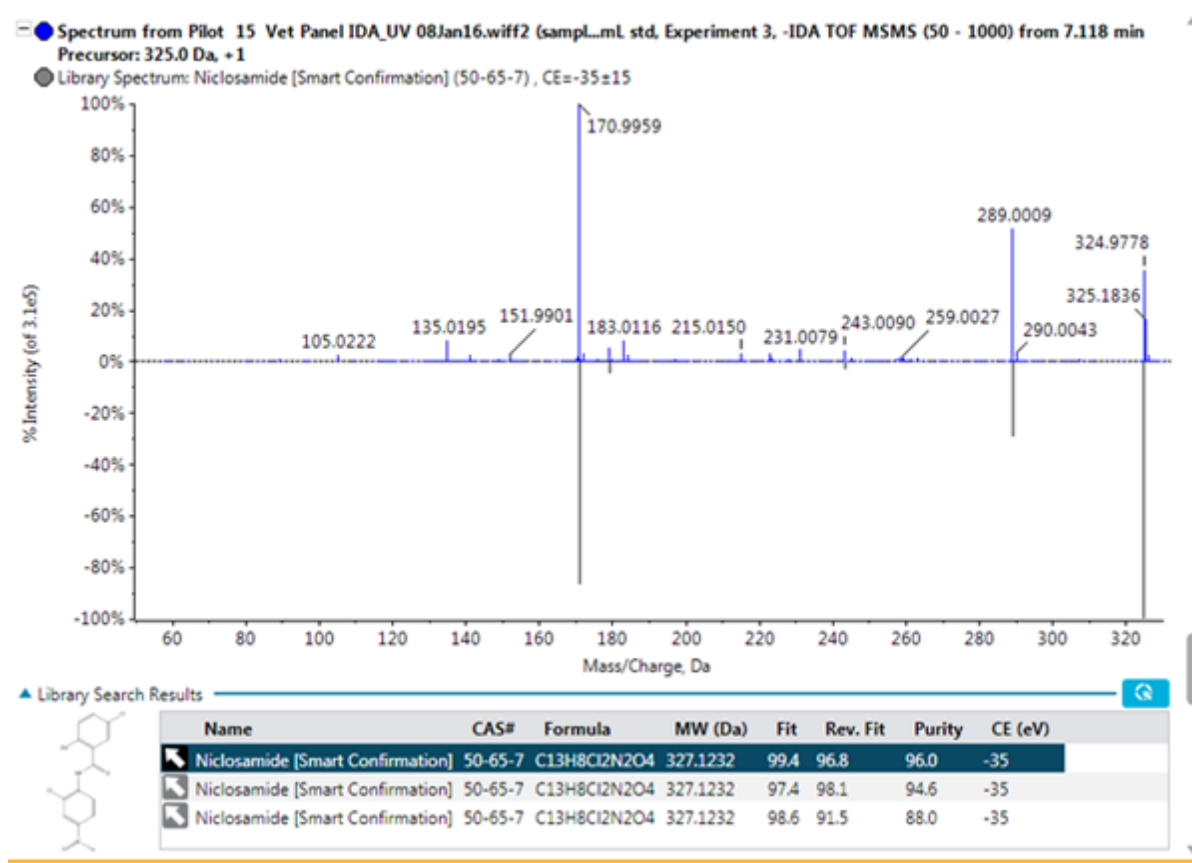 Spectrum from Pilot 15 Vet Panel IDA_UV 08Jan16.wiff2 (sampl...mL std, Experiment 3, -IDA TOF MSMS (50 - 1000) from 7.118 min
Precursor: 325.0 Da, +1
Library Spectrum: Niclosamide [Smart Confirmation] (50-65-7) , CE=-35±15
100%
170.9959
80%
60%
289.0009
324.9778
40%
325.1836
20%
151.9901
259.0027
105.0222
135.0195
183.0116
215.0150
231.0079
243.0090
290.0043
0%
-20%
-40%
-60%
-80%
-100%
% Intensity (of 3.1e5)
60 80 100 120 140 160 180 200 220 240 260 280 300 320
Mass/Charge, Da
Library Search Results
Name CAS# Formula MW (Da) Fit Rev. Fit Purity CE (eV)
Niclosamide [Smart Confirmation] 50-65-7 C13H8Cl2N2O4 327.1232 99.4 96.8 96.0 -35
Niclosamide [Smart Confirmation] 50-65-7 C13H8Cl2N2O4 327.1232 97.4 98.1 94.6 -35
Niclosamide [Smart Confirmation] 50-65-7 C13H8Cl2N2O4 327.1232 98.6 91.5 88.0 -35